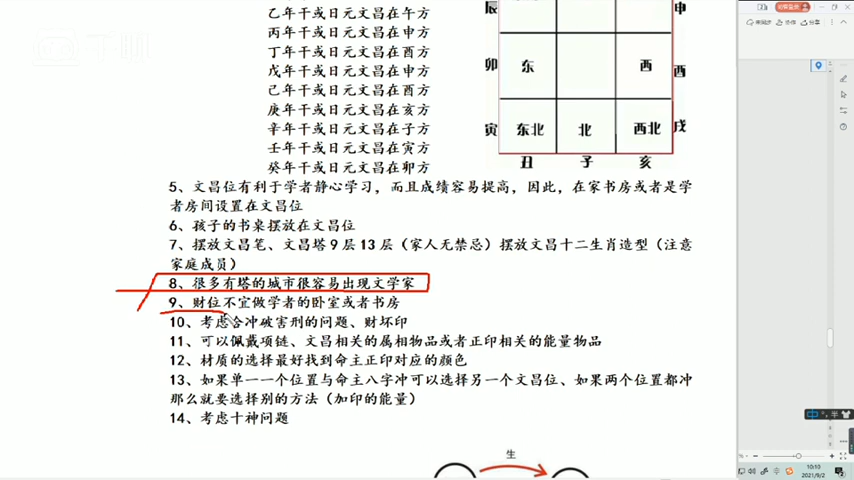 乙年干或日元文昌在午方
丙年干或日元文昌在申方
丁年干或日元文昌在酉方
戊年干或日元文昌在申方
己年干或日元文昌在酉方
庚年干或日元文昌在亥方
辛年干或日元文昌在子方
壬年干或日元文昌在寅方
癸年干或日元文昌在卯方
辰 申
卯 东 西 酉
寅 东北 北 西北 戌
丑 子 亥
5、文昌位有利于学者静心学习，而且成绩容易提高，因此，在家书房或者是学
者房间设置在文昌位
6、孩子的书桌摆放在文昌位
7、摆放文昌笔、文昌塔9层13层（家人无禁忌）摆放文昌十二生肖造型（注意
家庭成员）
8、很多有塔的城市很容易出现文学家
9、财位不宜做学者的卧室或者书房
10、考虑合冲破害刑的问题、财坏印
11、可以佩戴项链、文昌相关的属相物品或者正印相关的能量物品
12、材质的选择最好找到命主正印对应的颜色
13、如果单一一个位置与命主八字冲可以选择另一个文昌位、如果两个位置都冲
那么就要选择别的方法（加印的能量）
14、考虑十种问题
生
中 半
10:10
2021/9/2